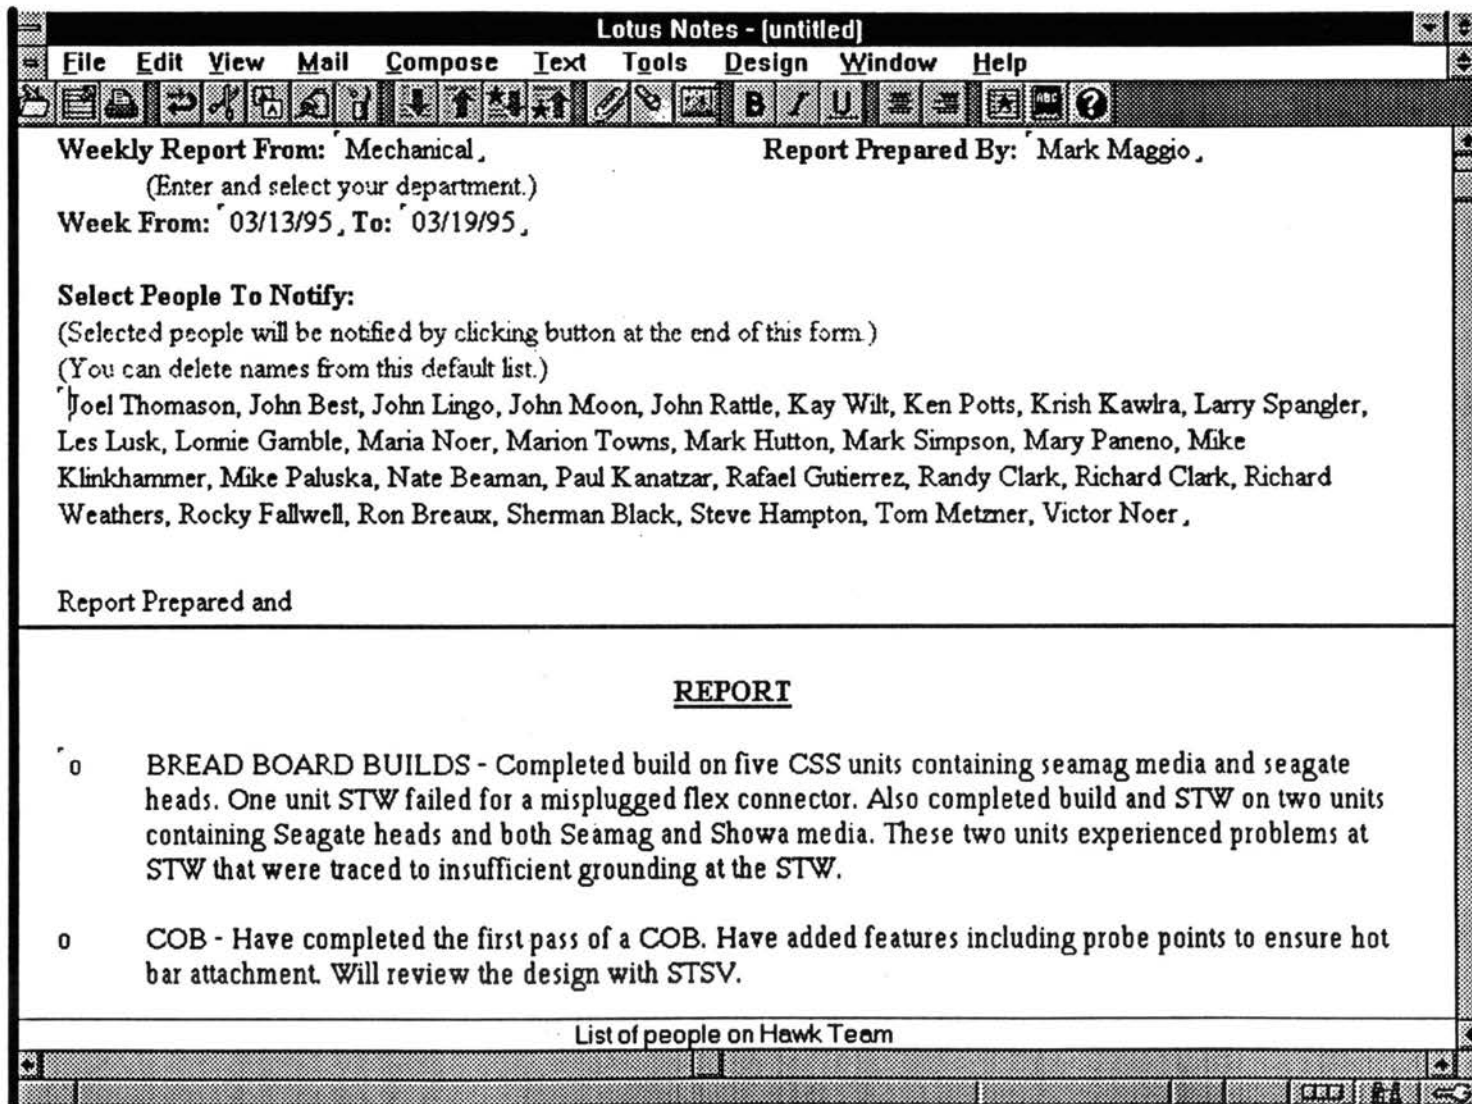 Lotus Notes - (untitled)
File Edit View Mail Compose Text Tools Design Window Help
B I U ABC ?
Weekly Report From: Mechanical Report Prepared By: Mark Maggio
(Enter and select your department.)
Week From: 03/13/95 To: 03/19/95
Select People To Notify:
(Selected people will be notified by clicking button at the end of this form.)
(You can delete names from this default list.)
Joel Thomason, John Best, John Lingo, John Moon, John Rattle, Kay Wilt, Ken Potts, Krish Kawlra, Larry Spangler,
Les Lusk, Lonnie Gamble, Maria Noer, Marion Towns, Mark Hutton, Mark Simpson, Mary Paneno, Mike
Klinkhammer, Mike Paluska, Nate Beaman, Paul Kanatzar, Rafael Gutierrez, Randy Clark, Richard Clark, Richard
Weathers, Rocky Fallwell, Ron Breaux, Sherman Black, Steve Hampton, Tom Metzner, Victor Noer
Report Prepared and
REPORT
o BREAD BOARD BUILDS - Completed build on five CSS units containing seamag media and seagate
heads. One unit STW failed for a misplugged flex connector. Also completed build and STW on two units
containing Seagate heads and both Seamag and Showa media. These two units experienced problems at
STW that were traced to insufficient grounding at the STW.
o COB - Have completed the first pass of a COB. Have added features including probe points to ensure hot
bar attachment. Will review the design with STSV.
List of people on Hawk Team